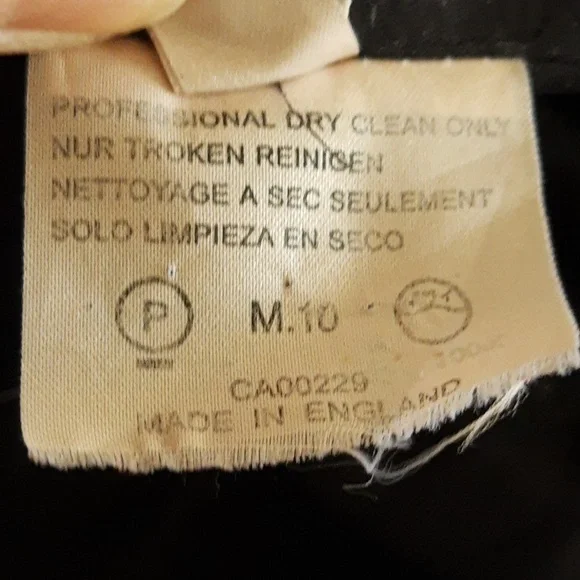 PROFESSIONAL DRY CLEAN ONLY
NUR TROKEN REINIGEN
NETTOYAGE A SEC SEULEMENT
SOLO LIMPIEZA EN SECO
P M.10
CA00229
MADE IN ENGLAND